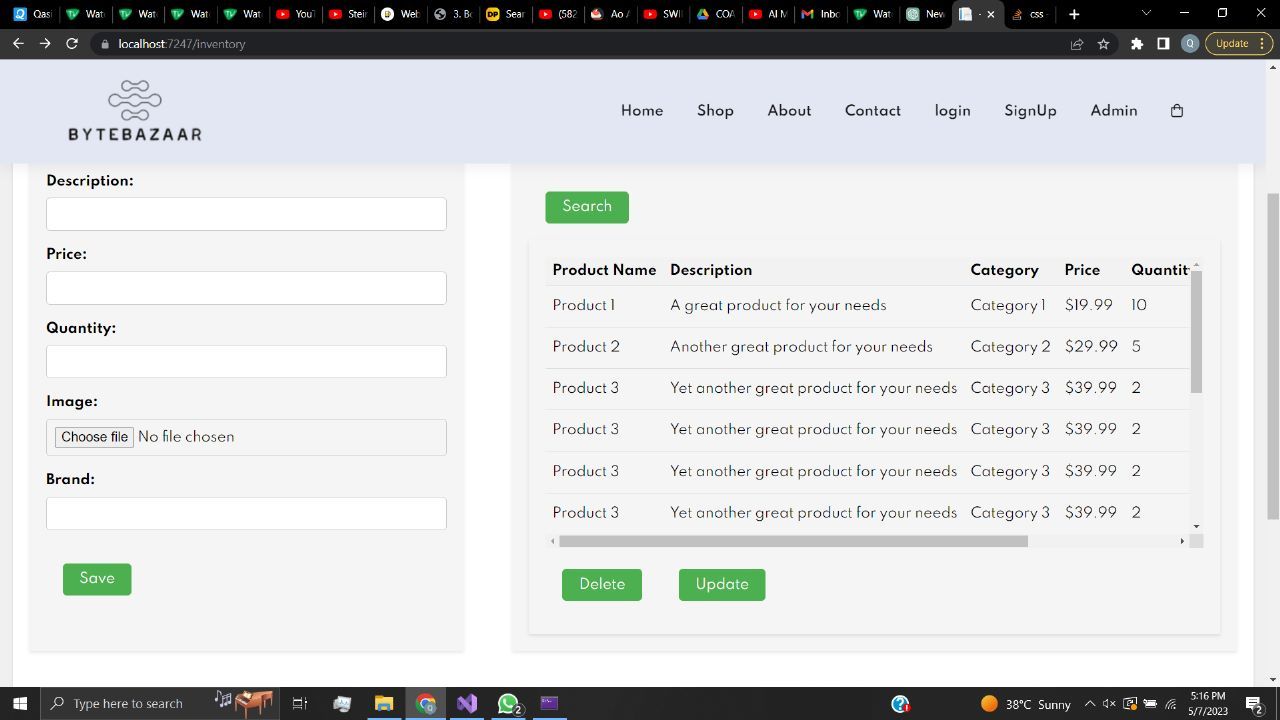 Qasi Wat Wat Wat Wat YouT Stein Web Is Bo Sear (582 Ao A SWI COA AI M Inbo Wat New css -
localhost:7247/inventory
Update
BYTEBAZAAR
Home Shop About Contact login SignUp Admin
Description:
Price:
Quantity:
Image:
Choose file No file chosen
Brand:
Save
Search
Product Name Description Category Price Quantit
Product 1 A great product for your needs Category 1 $19.99 10
Product 2 Another great product for your needs Category 2 $29.99 5
Product 3 Yet another great product for your needs Category 3 $39.99 2
Product 3 Yet another great product for your needs Category 3 $39.99 2
Product 3 Yet another great product for your needs Category 3 $39.99 2
Product 3 Yet another great product for your needs Category 3 $39.99 2
Delete Update
Type here to search
38°C Sunny
5:16 PM
5/7/2023